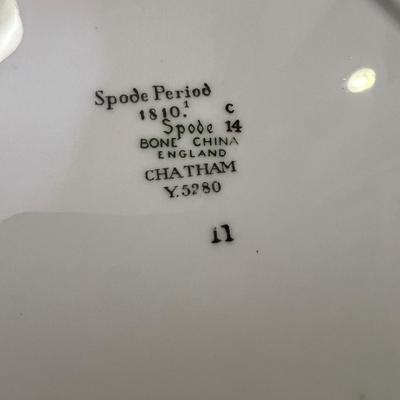 Spode Period
1810.¹ C
Spode 14
BONE CHINA
ENGLAND
CHATHAM
Y.5280
11